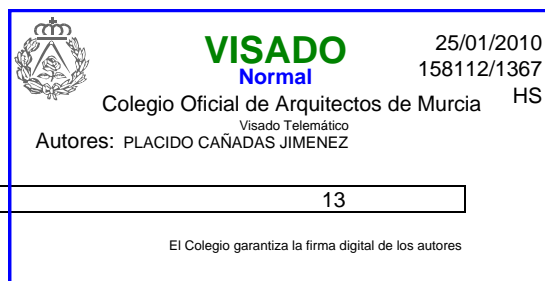 VISADO
25/01/2010
Normal
158112/1367
Colegio Oficial de Arquitectos de Murcia
HS
Visado Telemático
Autores: PLACIDO CAÑADAS JIMENEZ
13
El Colegio garantiza la firma digital de los autores